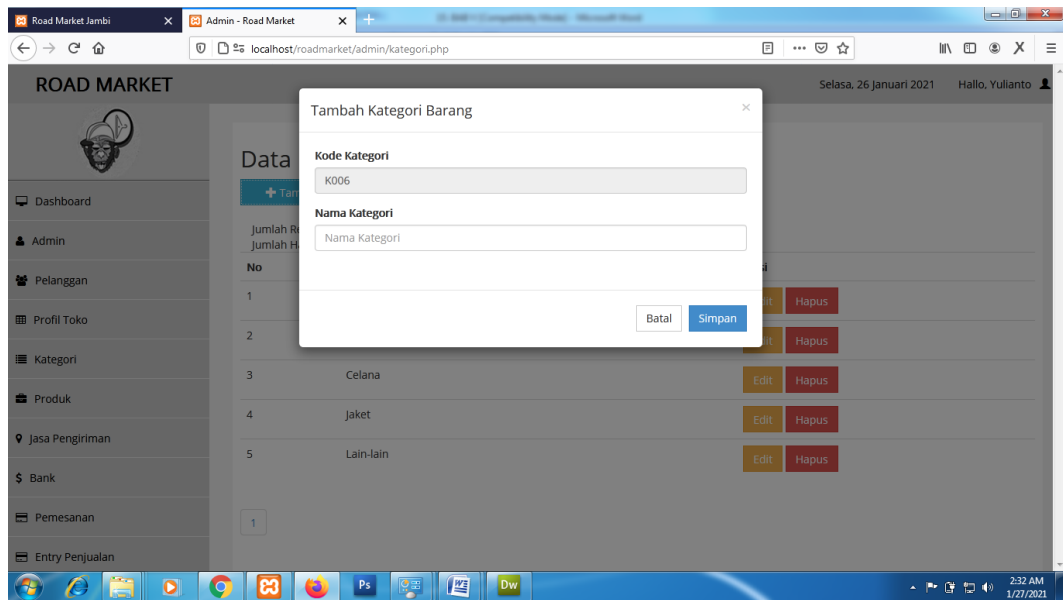 Road Market Jambi
Admin - Road Market
localhost/roadmarket/admin/kategori.php
ROAD MARKET
Selasa, 26 Januari 2021 Hallo, Yulianto
Dashboard
Admin
Pelanggan
Profil Toko
Kategori
Produk
Jasa Pengiriman
$ Bank
Pemesanan
Entry Penjualan
Tambah Kategori Barang ×
Kode Kategori
K006
Nama Kategori
Nama Kategori
Batal Simpan
Data
Jumlah
Jumlah
No
1 Hapus
2 Hapus
3 Celana Edit Hapus
4 Jaket Edit Hapus
5 Lain-lain Edit Hapus
1
Ps
Dw
2:32 AM
1/27/2021